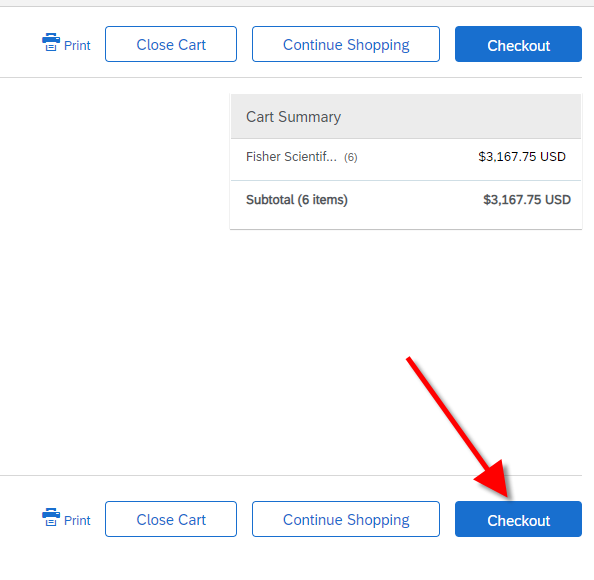 Print Close Cart Continue Shopping Checkout
Cart Summary
Fisher Scientif... (6) $3,167.75 USD
Subtotal (6 items) $3,167.75 USD
Print Close Cart Continue Shopping Checkout